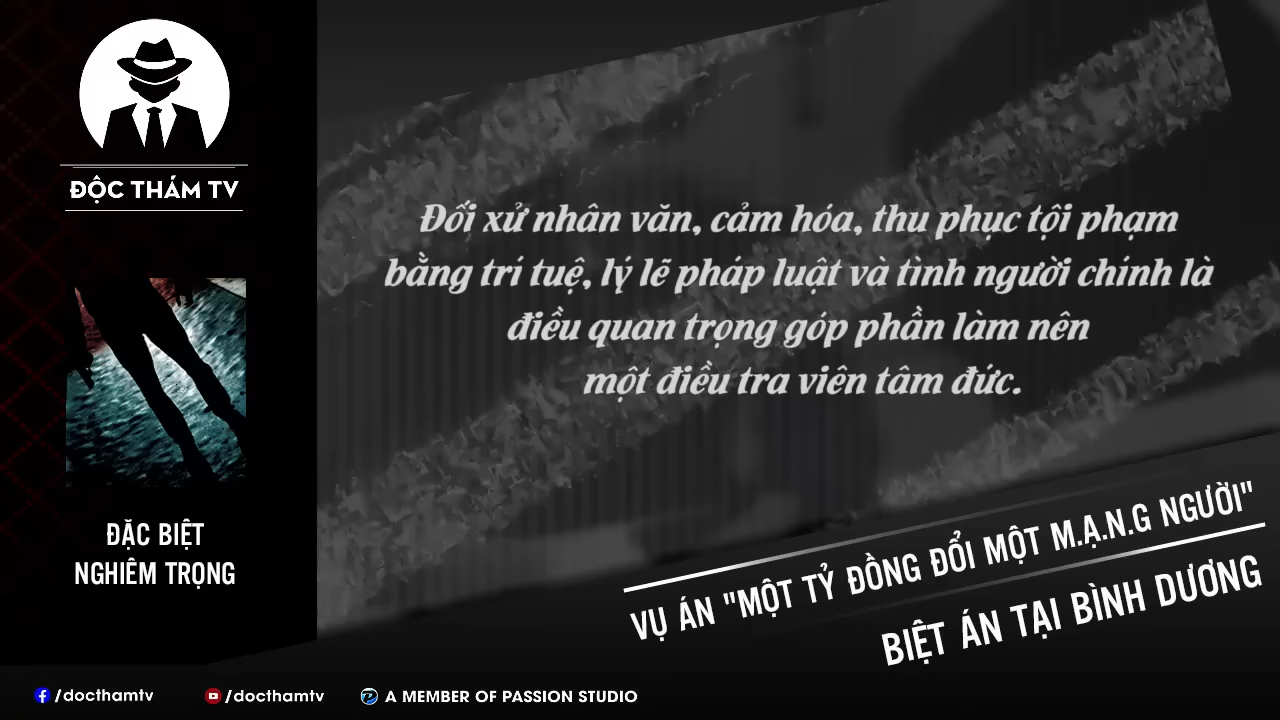 ĐỘC THÁM TV
ĐẶC BIỆT
NGHIÊM TRỌNG
Đối xử nhân văn, cảm hóa, thu phục tội phạm
bằng trí tuệ, lý lẽ pháp luật và tình người chính là
điều quan trọng góp phần làm nên
một điều tra viên tâm đức.
VỤ ÁN "MỘT TỶ ĐỒNG ĐỔI MỘT M.Ạ.N.G NGƯỜI"
BIỆT ÁN TẠI BÌNH DƯƠNG
/docthamtv
/docthamtv
A MEMBER OF PASSION STUDIO